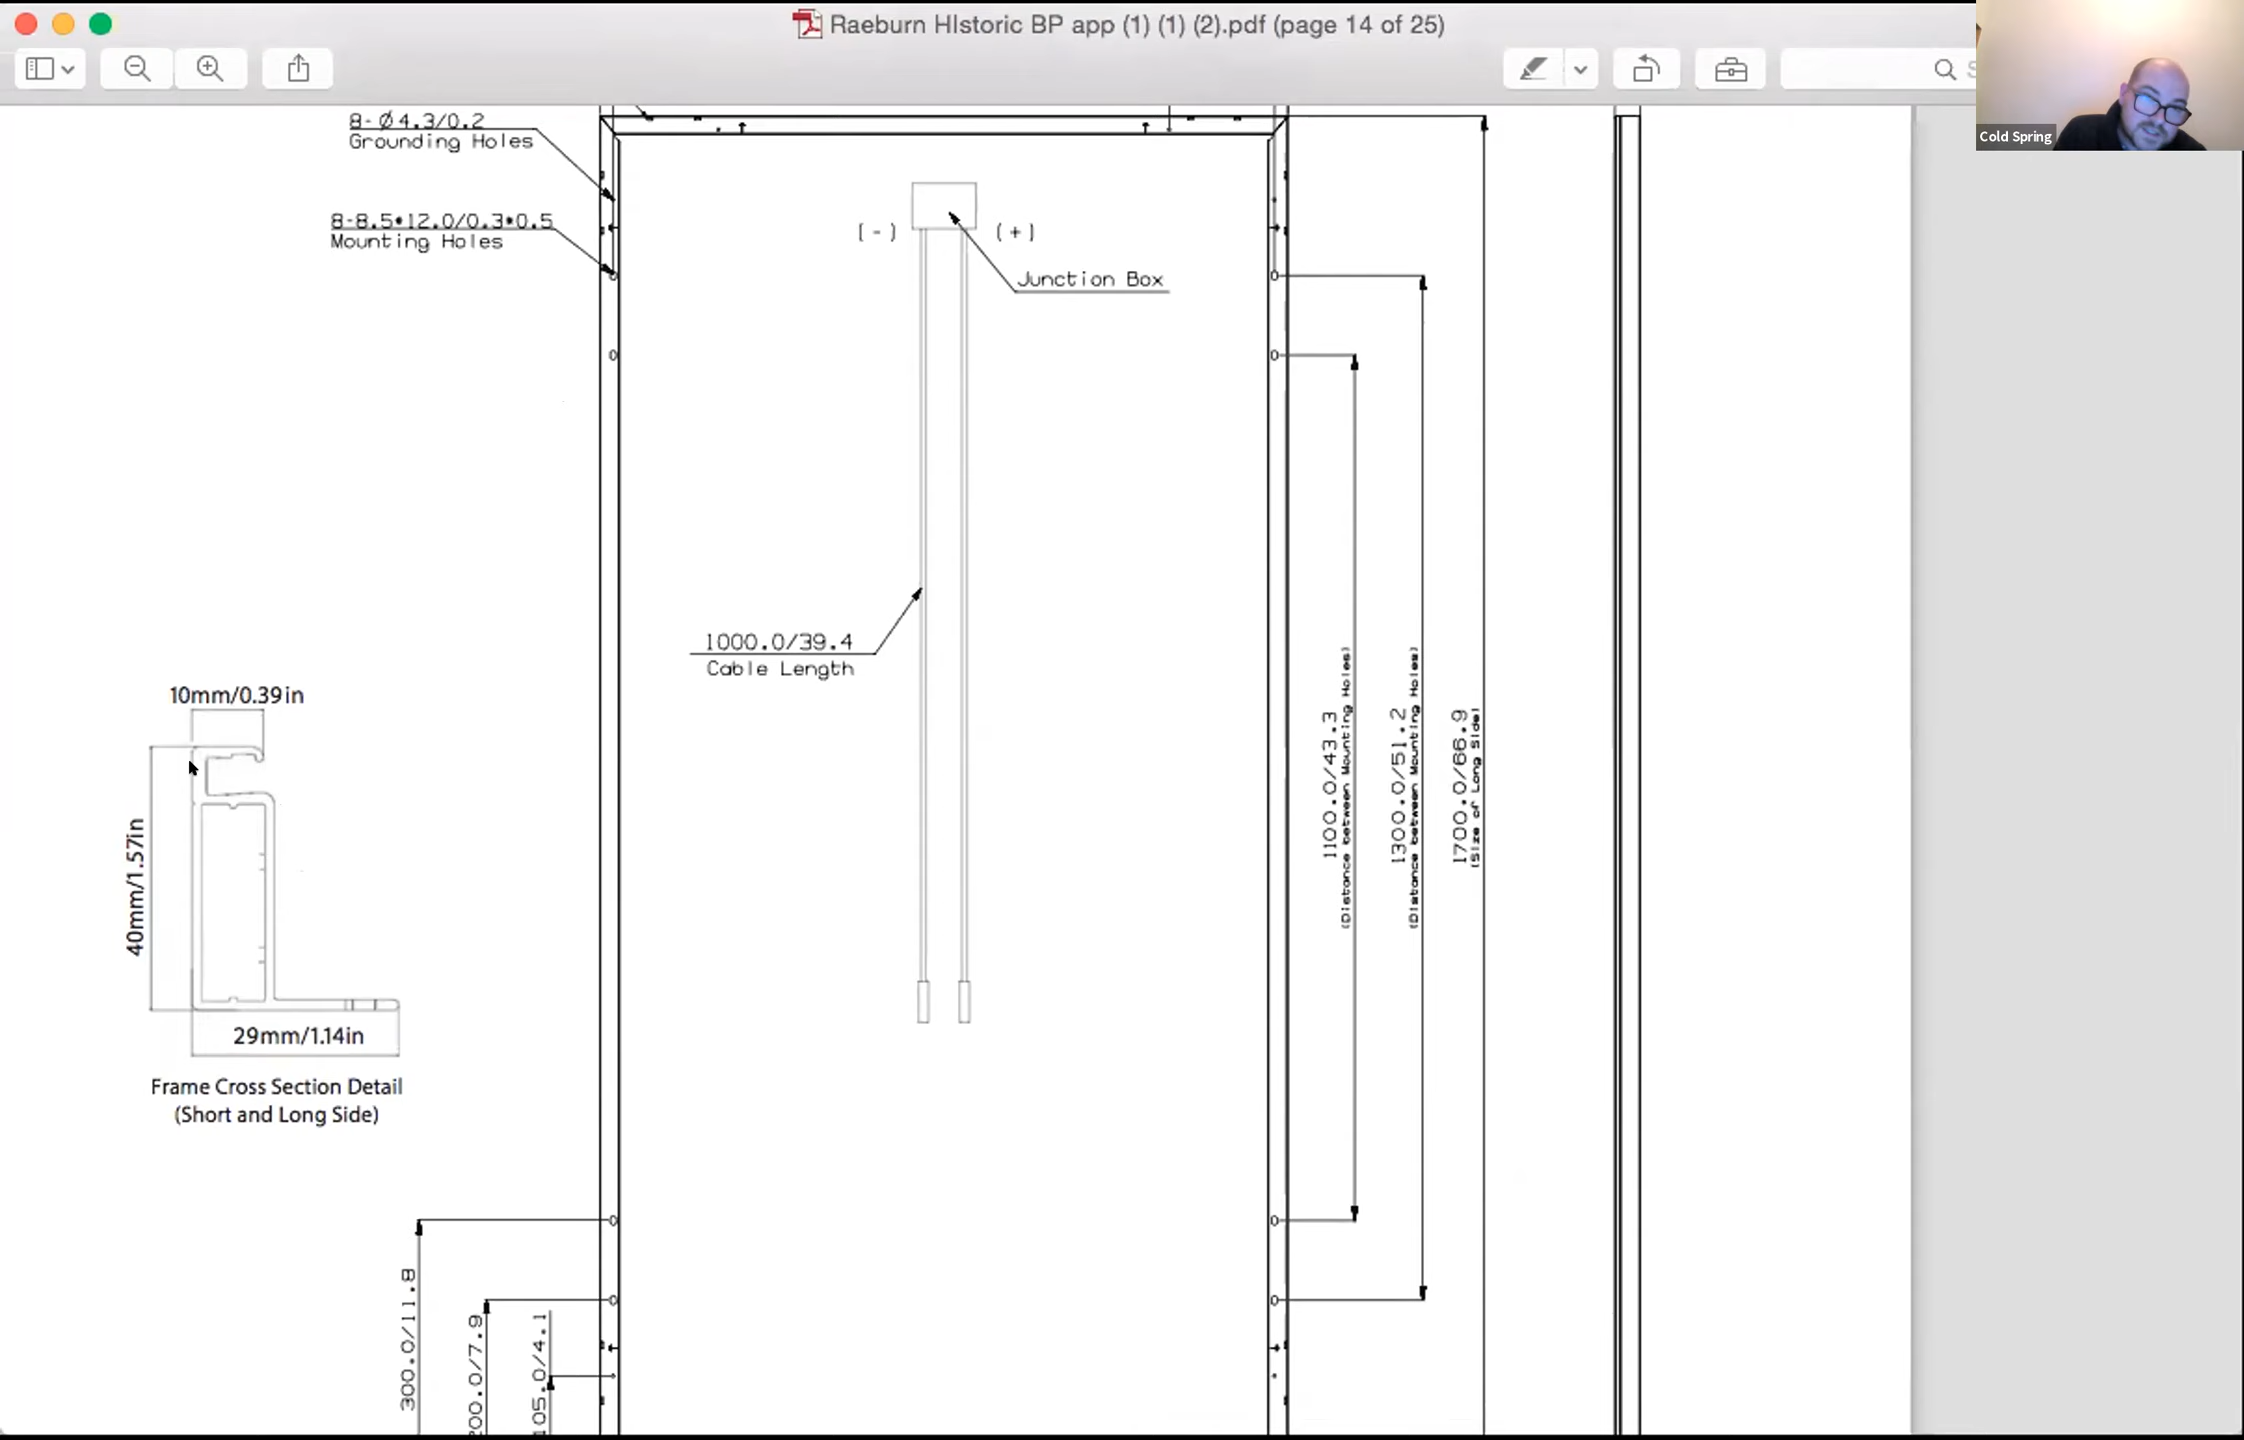 Raeburn HIstoric BP app (1) (1) (2).pdf (page 14 of 25)
Cold Spring
8- Ø4.3/0.2
Grounding Holes
8-8.5*12.0/0.3*0.5
Mounting Holes
(-)
(+)
Junction Box
1000.0/39.4
Cable Length
10mm/0.39in
40mm/1.57in
29mm/1.14in
Frame Cross Section Detail
(Short and Long Side)
1100.0/43.3
(Distance between Mounting Holes)
1300.0/51.2
(Distance between Mounting Holes)
1700.0/66.9
(Size of Long Side)
300.0/11.8
200.0/7.9
105.0/4.1